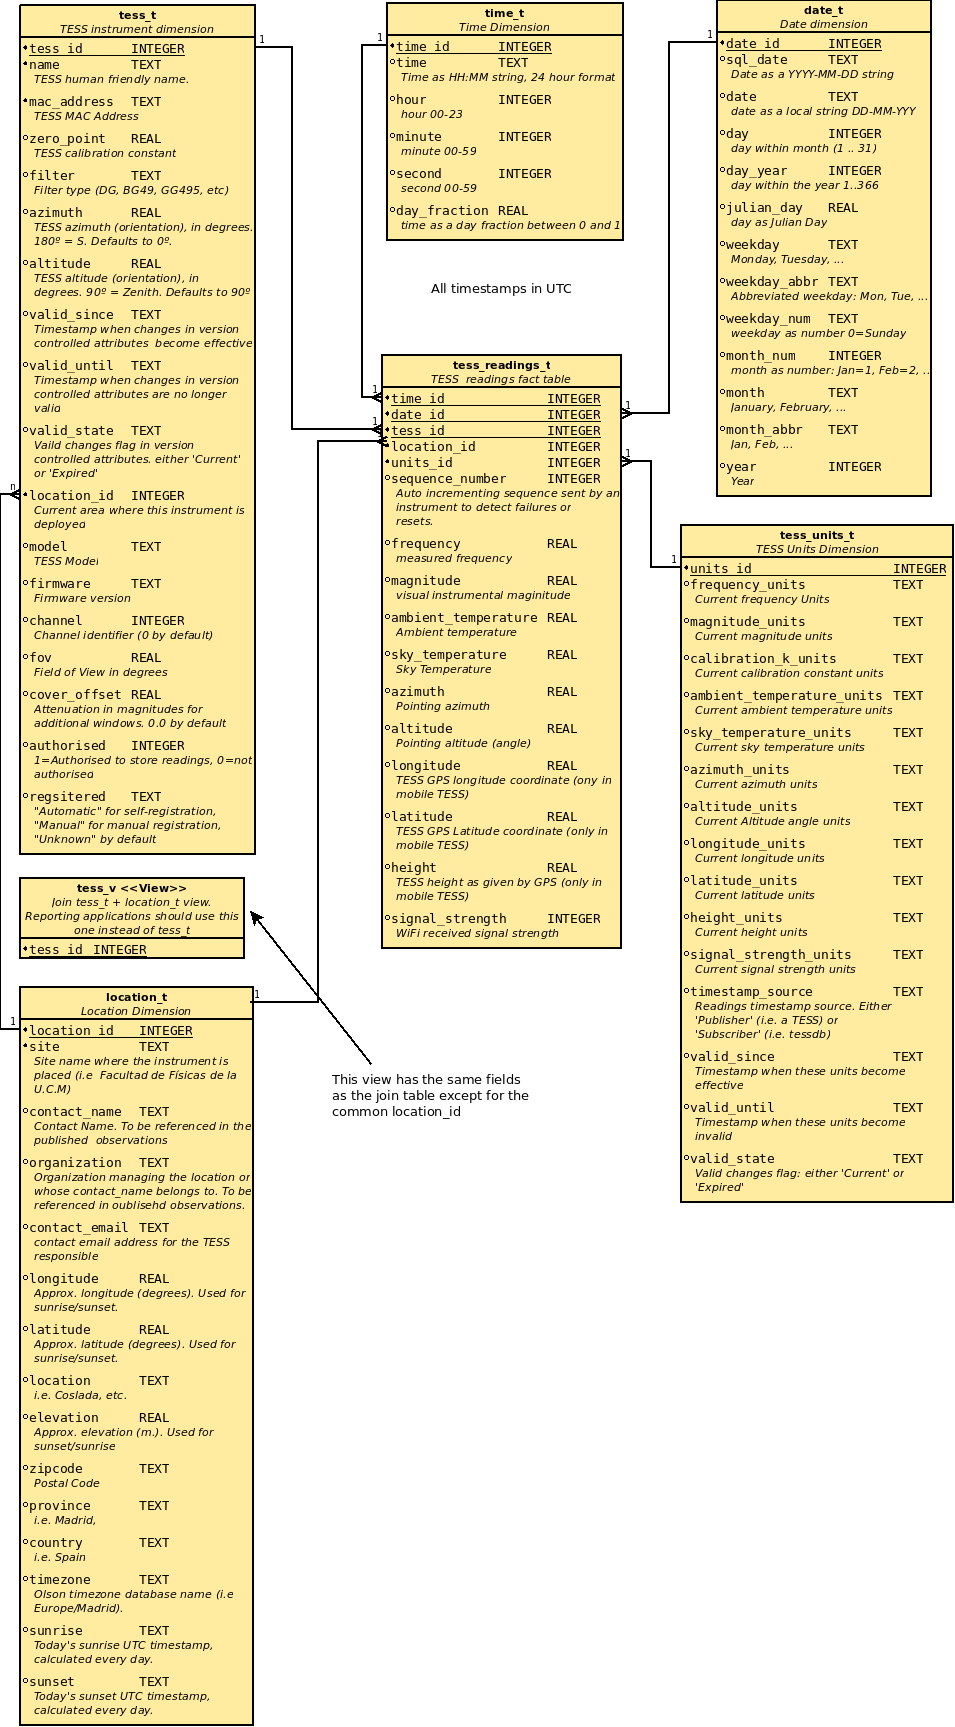 tess_t
TESS instrument dimension
tess_id INTEGER
name TEXT
TESS human friendly name.
mac_address TEXT
TESS MAC Address
zero_point REAL
TESS calibration constant
filter TEXT
Filter type (DG, BG49, GG495, etc)
azimuth REAL
TESS azimuth (orientation), in degrees.
180º = S. Defaults to 0º.
altitude REAL
TESS altitude (orientation), in
degrees. 90º = Zenith. Defaults to 90º
valid_since TEXT
Timestamp when changes in version
controlled attributes  become effective
valid_until TEXT
Timestamp when changes in version
controlled attributes are no longer
valid
valid_state TEXT
Vaild changes flag in version
controlled attributes. either 'Current'
or 'Expired'
location_id INTEGER
Current area where this instrument is
deployed
model TEXT
TESS Model
firmware TEXT
Firmware version
channel INTEGER
Channel identifier (0 by default)
fov REAL
Field of View in degrees
cover_offset REAL
Attenuation in magnitudes for
additional windows. 0.0 by default
authorised INTEGER
1=Authorised to store readings, 0=not
authorised
regsitered TEXT
"Automatic" for self-registration,
"Manual" for manual registration,
"Unknown" by default
1
n
1
tess_v <<View>>
Join tess_t + location_t view.
Reporting applications should use this
one instead of tess_t
tess_id INTEGER
location_t
Location Dimension
location_id INTEGER
site TEXT
Site name where the instrument is
placed (i.e  Facultad de Físicas de la
U.C.M)
contact_name TEXT
Contact Name. To be referenced in the
published  observations
organization TEXT
Organization managing the location or
whose contact_name belongs to. To be
referenced in oublisehd observations.
contact_email TEXT
contact email address for the TESS
responsible
longitude REAL
Approx. longitude (degrees). Used for
sunrise/sunset.
latitude REAL
Approx. latitude (degrees). Used for
sunrise/sunset.
location TEXT
i.e. Coslada, etc.
elevation REAL
Approx. elevation (m.). Used for
sunset/sunrise
zipcode TEXT
Postal Code
province TEXT
i.e. Madrid,
country TEXT
i.e. Spain
timezone TEXT
Olson timezone database name (i.e
Europe/Madrid).
sunrise TEXT
Today's sunrise UTC timestamp,
calculated every day.
sunset TEXT
Today's sunset UTC timestamp,
calculated every day.
1
time_t
Time Dimension
time_id INTEGER
time TEXT
Time as HH:MM string, 24 hour format
hour INTEGER
hour 00-23
minute INTEGER
minute 00-59
second INTEGER
second 00-59
day_fraction REAL
time as a day fraction between 0 and 1
1
All timestamps in UTC
tess_readings_t
TESS  readings fact table
time_id INTEGER
date_id INTEGER
tess_id INTEGER
location_id INTEGER
units_id INTEGER
sequence_number INTEGER
Auto incrementing sequence sent by an
instrument to detect failures or
resets.
frequency REAL
measured frequency
magnitude REAL
visual instrumental maginitude
ambient_temperature REAL
Ambient temperature
sky_temperature REAL
Sky Temperature
azimuth REAL
Pointing azimuth
altitude REAL
Pointing altitude (angle)
longitude REAL
TESS GPS longitude coordinate (ony in
mobile TESS)
latitude REAL
TESS GPS Latitude coordinate (only in
mobile TESS)
height REAL
TESS height as given by GPS (only in
mobile TESS)
signal_strength INTEGER
WiFi received signal strength
1
1
1
1
This view has the same fields
as the join table except for the
common location_id
date_t
Date dimension
date_id INTEGER
sql_date TEXT
Date as a YYYY-MM-DD string
date TEXT
date as a local string DD-MM-YYY
day INTEGER
day within month (1 .. 31)
day_year INTEGER
day within the year 1..366
julian_day REAL
day as Julian Day
weekday TEXT
Monday, Tuesday, ...
weekday_abbr TEXT
Abbreviated weekday: Mon, Tue, ...
weekday_num TEXT
weekday as number 0=Sunday
month_num INTEGER
month as number: Jan=1, Feb=2, ..
month TEXT
January, February, ...
month_abbr TEXT
Jan, Feb, ...
year INTEGER
Year
1
tess_units_t
TESS Units Dimension
units_id INTEGER
frequency_units TEXT
Current frequency Units
magnitude_units TEXT
Current magnitude units
calibration_k_units TEXT
Current calibration constant units
ambient_temperature_units TEXT
Current ambient temperature units
sky_temperature_units TEXT
Current sky temperature units
azimuth_units TEXT
Current azimuth units
altitude_units TEXT
Current Altitude angle units
longitude_units TEXT
Current longitude units
latitude_units TEXT
Current latitude units
height_units TEXT
Current height units
signal_strength_units TEXT
Current signal strength units
timestamp_source TEXT
Readings timestamp source. Either
'Publisher' (i.e. a TESS) or
'Subscriber' (i.e. tessdb)
valid_since TEXT
Timestamp when these units become
effective
valid_until TEXT
Timestamp when these units become
invalid
valid_state TEXT
Valid changes flag: either 'Current' or
'Expired'
1